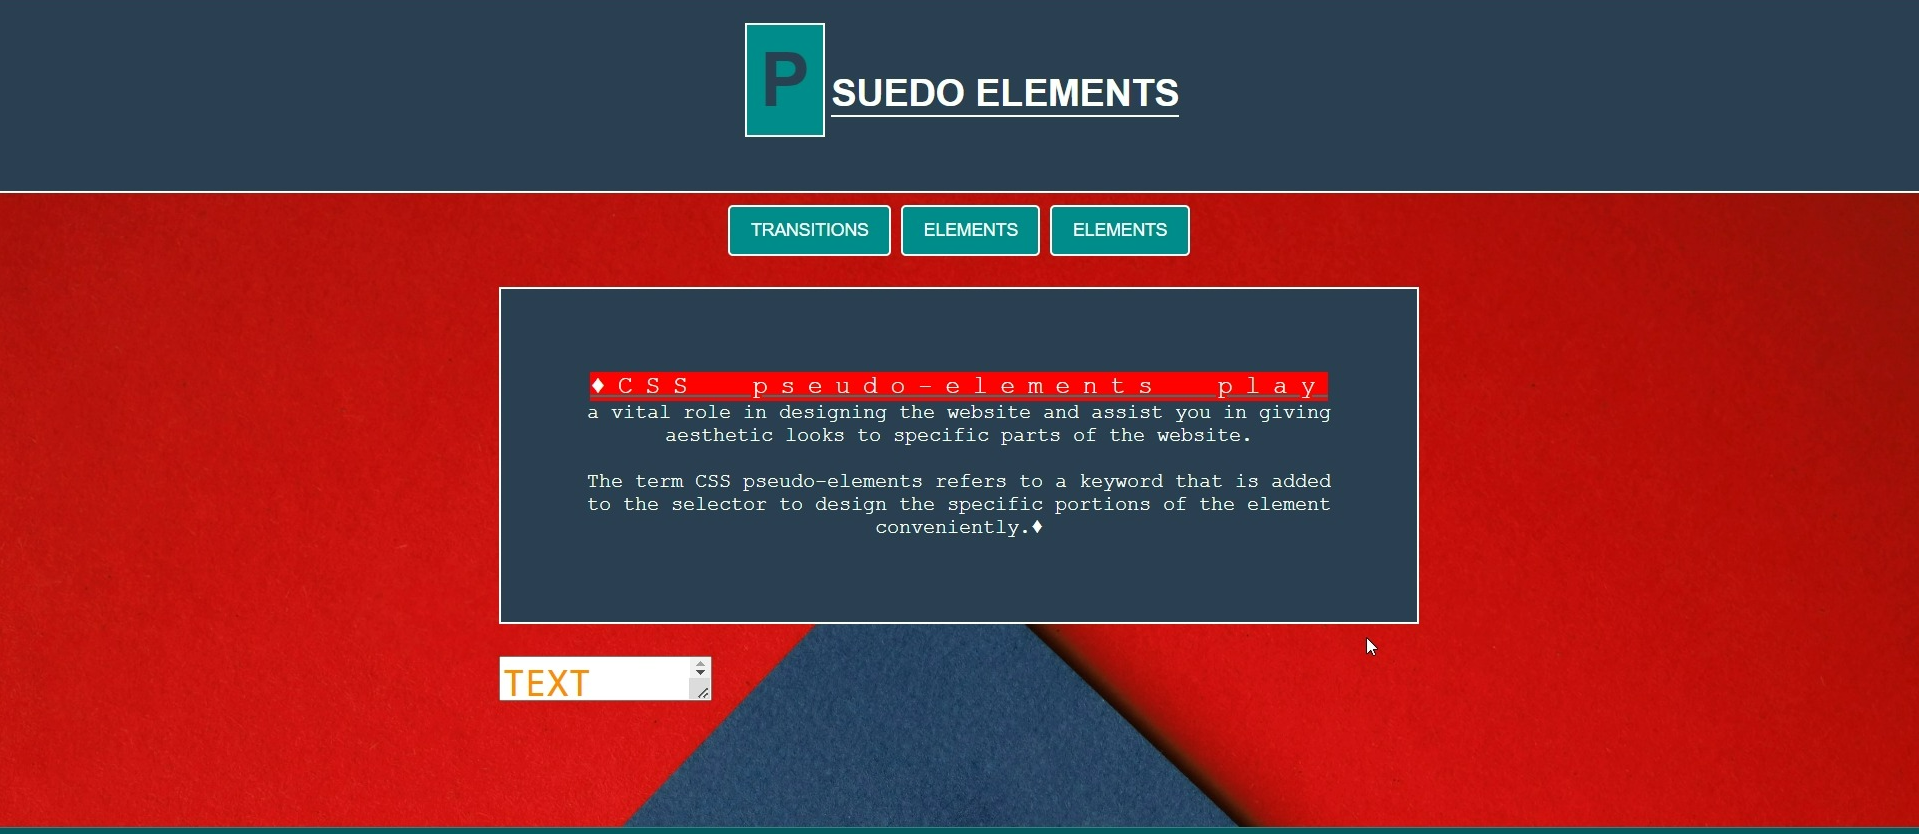 PSUEDO ELEMENTS
TRANSITIONS ELEMENTS ELEMENTS
♦CSS pseudo-elements play
a vital role in designing the website and assist you in giving
aesthetic looks to specific parts of the website.
The term CSS pseudo-elements refers to a keyword that is added
to the selector to design the specific portions of the element
conveniently.♦
TEXT